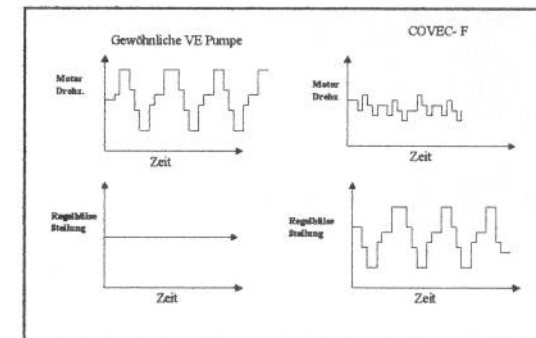 Gewöhnliche VE Pumpe
COVEC- F
Motor
Drehz.
Zeit
Motor
Drehz.
Zeit
Regelhülse
Stellung
Zeit
Regelhülse
Stellung
Zeit